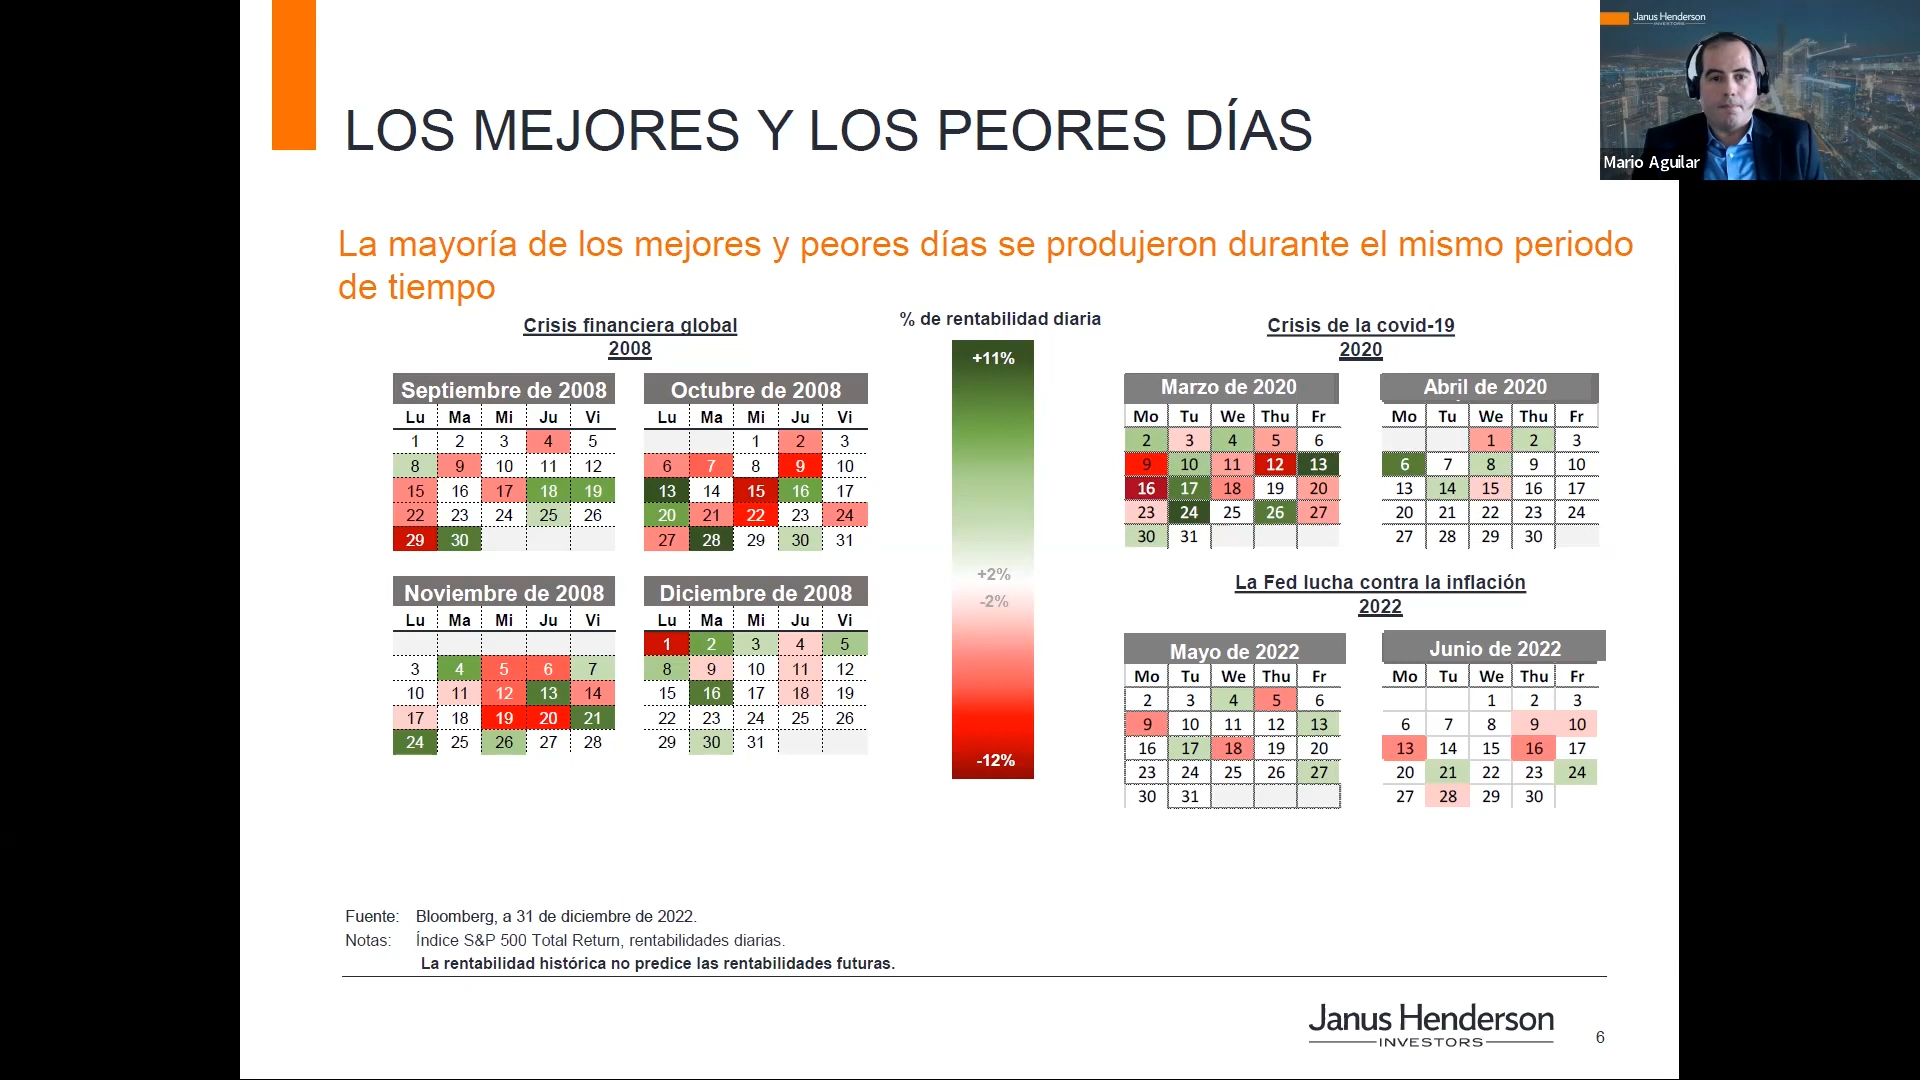 LOS MEJORES Y LOS PEORES DÍAS
Janus Henderson
INVESTORS
Mario Aguilar
La mayoría de los mejores y peores días se produjeron durante el mismo periodo
de tiempo
Crisis financiera global
2008
Septiembre de 2008
Lu Ma Mi Ju Vi
1 2 3 4 5
8 9 10 11 12
15 16 17 18 19
22 23 24 25 26
29 30
Octubre de 2008
Lu Ma Mi Ju Vi
1 2 3
6 7 8 9 10
13 14 15 16 17
20 21 22 23 24
27 28 29 30 31
Noviembre de 2008
Lu Ma Mi Ju Vi
3 4 5 6 7
10 11 12 13 14
17 18 19 20 21
24 25 26 27 28
Diciembre de 2008
Lu Ma Mi Ju Vi
1 2 3 4 5
8 9 10 11 12
15 16 17 18 19
22 23 24 25 26
29 30 31
% de rentabilidad diaria
+11%
+2%
-2%
-12%
Crisis de la covid-19
2020
Marzo de 2020
Mo Tu We Thu Fr
2 3 4 5 6
9 10 11 12 13
16 17 18 19 20
23 24 25 26 27
30 31
Abril de 2020
Mo Tu We Thu Fr
1 2 3
6 7 8 9 10
13 14 15 16 17
20 21 22 23 24
27 28 29 30
La Fed lucha contra la inflación
2022
Mayo de 2022
Mo Tu We Thu Fr
2 3 4 5 6
9 10 11 12 13
16 17 18 19 20
23 24 25 26 27
30 31
Junio de 2022
Mo Tu We Thu Fr
1 2 3
6 7 8 9 10
13 14 15 16 17
20 21 22 23 24
27 28 29 30
Fuente: Bloomberg, a 31 de diciembre de 2022.
Notas: Índice S&P 500 Total Return, rentabilidades diarias.
La rentabilidad histórica no predice las rentabilidades futuras.
Janus Henderson
INVESTORS
6